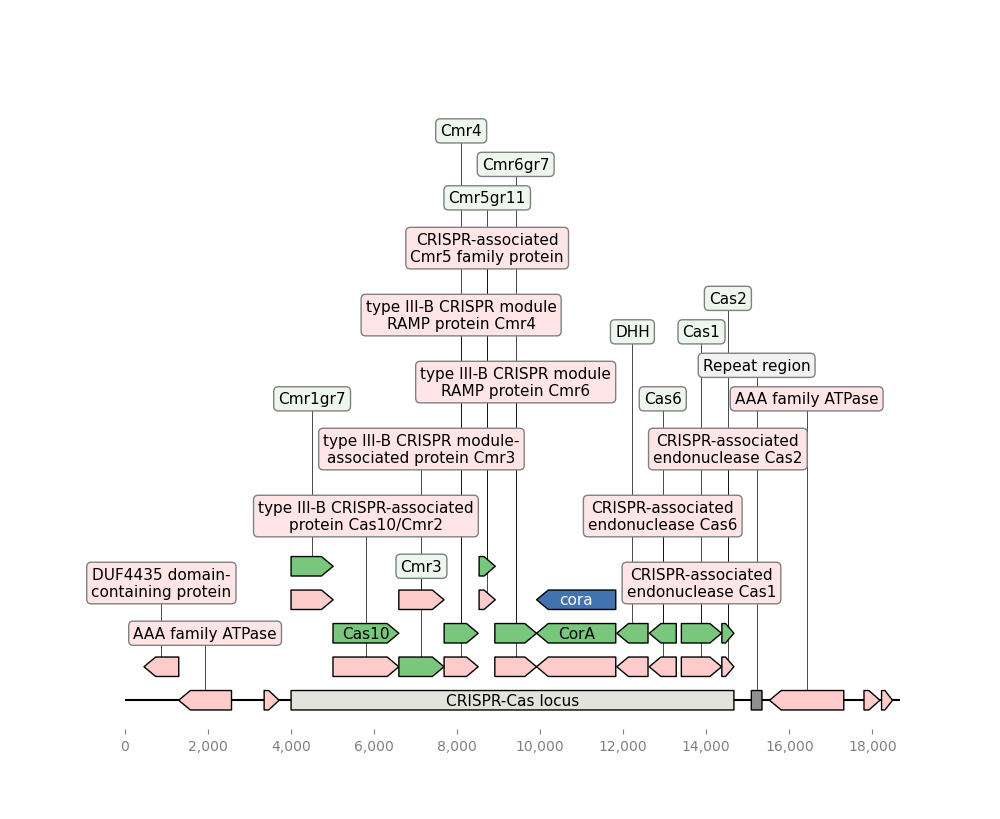 Cmr4
Cmr6gr7
Cmr5gr11
CRISPR-associated
Cmr5 family protein
Cas2
type III-B CRISPR module
RAMP protein Cmr4
DHH
Cas1
Repeat region
type III-B CRISPR module
RAMP protein Cmr6
Cmr1gr7
Cas6
AAA family ATPase
type III-B CRISPR module-
associated protein Cmr3
CRISPR-associated
endonuclease Cas2
type III-B CRISPR-associated
protein Cas10/Cmr2
CRISPR-associated
endonuclease Cas6
Cmr3
DUF4435 domain-
containing protein
CRISPR-associated
endonuclease Cas1
cora
AAA family ATPase
Cas10
CorA
CRISPR-Cas locus
0 2,000 4,000 6,000 8,000 10,000 12,000 14,000 16,000 18,000